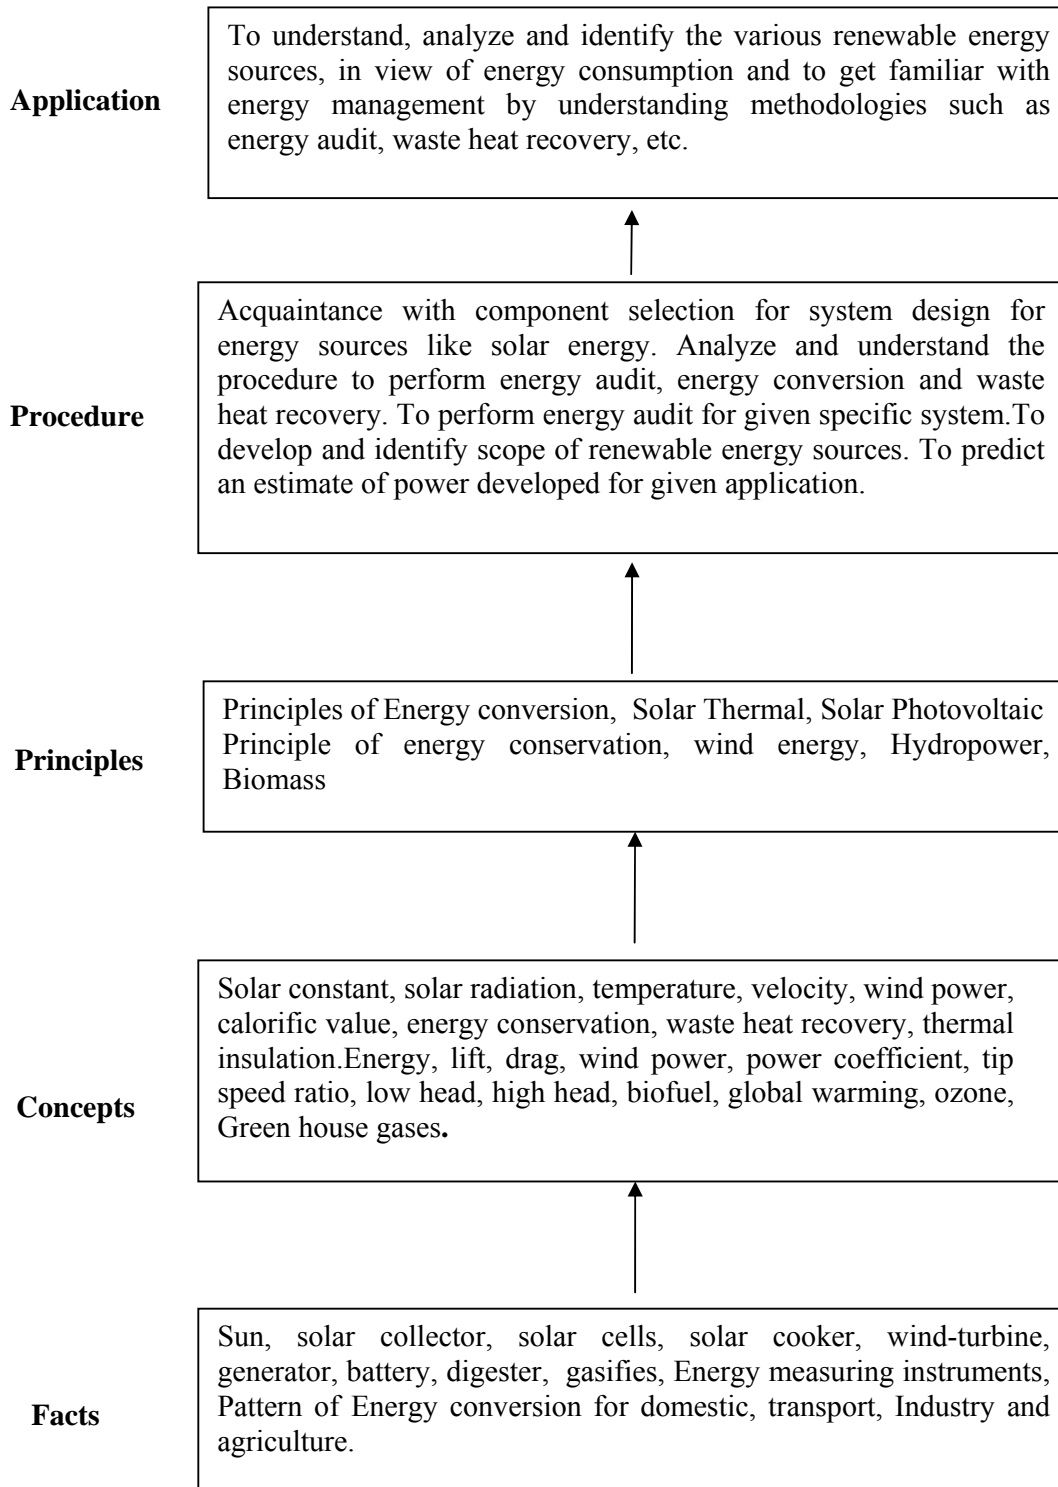 To understand, analyze and identify the various renewable energy
sources, in view of energy consumption and to get familiar with
Application
energy management by understanding methodologies such as
energy audit, waste heat recovery, etc.
Acquaintance with component selection for system design for
energy sources like solar energy. Analyze and understand the
procedure to perform energy audit, energy conversion and waste
Procedure
heat recovery. To perform energy audit for given specific system.To
develop and identify scope of renewable energy sources. To predict
an estimate of power developed for given application.
Principles of Energy conversion, Solar Thermal, Solar Photovoltaic
Principles
Principle of energy conservation, wind energy, Hydropower,
Biomass
Solar constant, solar radiation, temperature, velocity, wind power,
calorific value, energy conservation, waste heat recovery, thermal
insulation.Energy, lift, drag, wind power, power coefficient, tip
speed ratio, low head, high head, biofuel, global warming, ozone,
Concepts
Green house gases.
Sun, solar collector, solar cells, solar cooker, wind-turbine,
generator, battery, digester, gasifies, Energy measuring instruments,
Facts
Pattern of Energy conversion for domestic, transport, Industry and
agriculture.